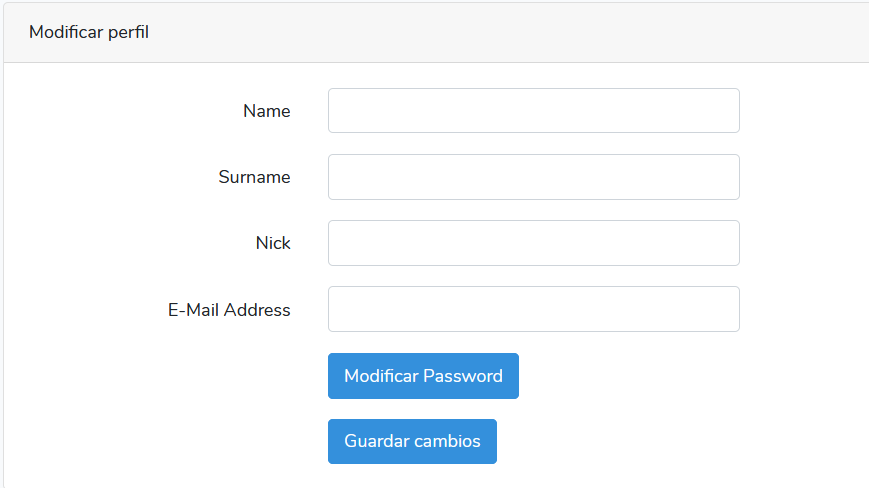 Modificar perfil
Name
Surname
Nick
E-Mail Address
Modificar Password
Guardar cambios